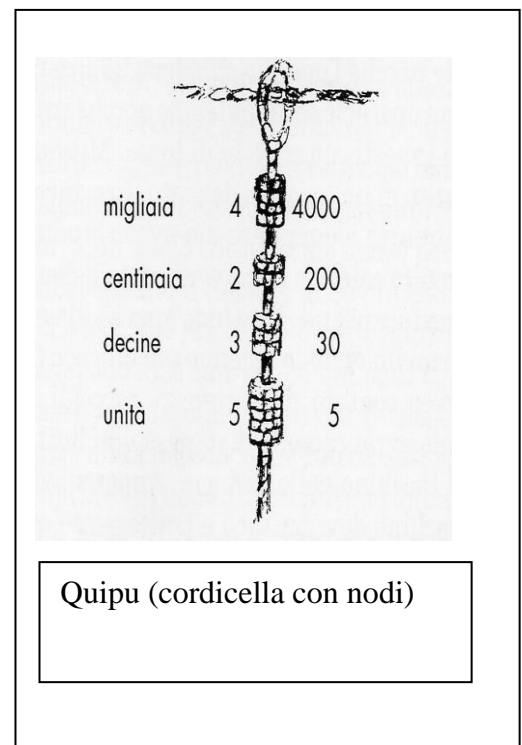 migliaia 4 4000
centinaia 2 200
decine 3 30
unità 5 5
Quipu (cordicella con nodi)